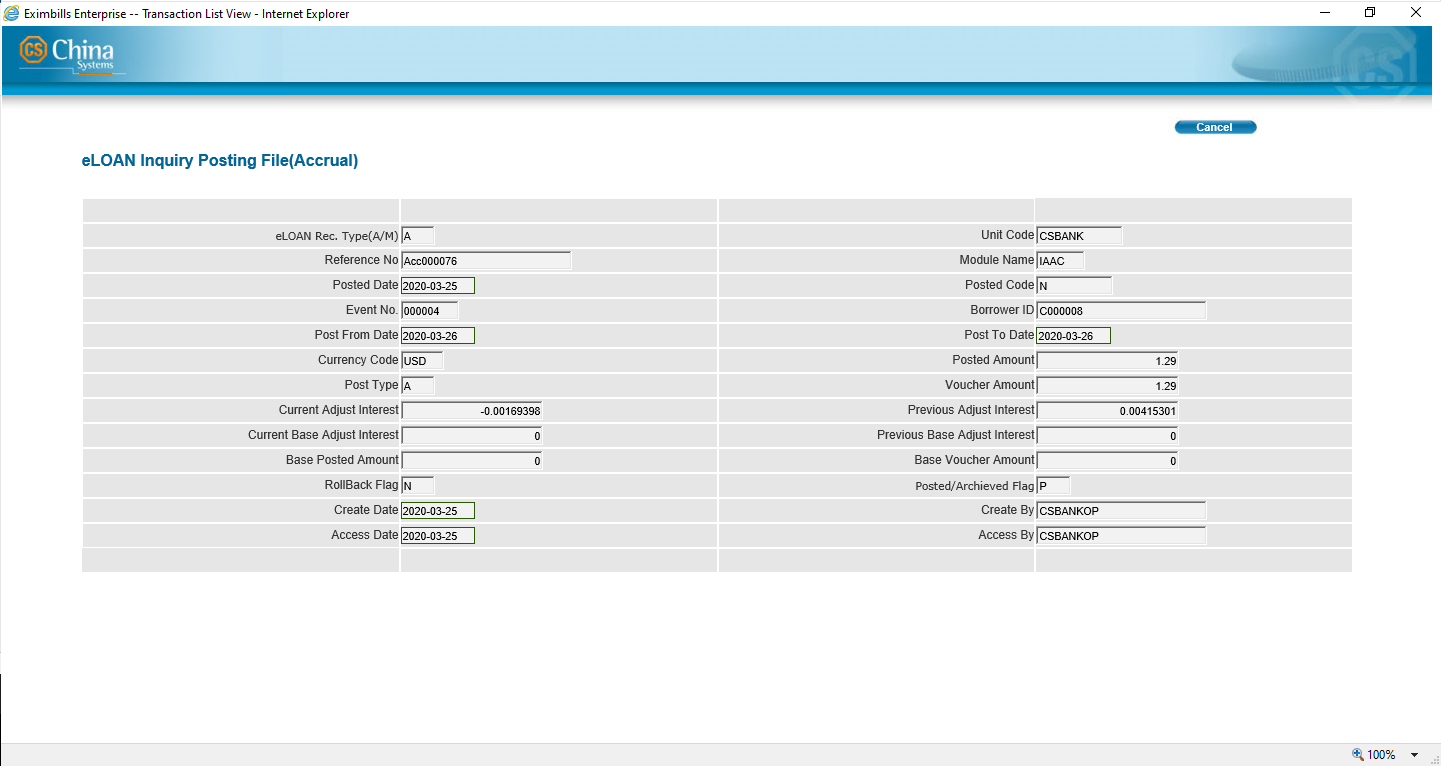 Eximbills Enterprise -- Transaction List View - Internet Explorer
CS China
Systems
CS
Cancel
eLOAN Inquiry Posting File(Accrual)
eLOAN Rec. Type(A/M) A Unit Code CSBANK
Reference No Acc000076 Module Name IAAC
Posted Date 2020-03-25 Posted Code N
Event No. 000004 Borrower ID C000008
Post From Date 2020-03-26 Post To Date 2020-03-26
Currency Code USD Posted Amount 1.29
Post Type A Voucher Amount 1.29
Current Adjust Interest -0.00169398 Previous Adjust Interest 0.00415301
Current Base Adjust Interest 0 Previous Base Adjust Interest 0
Base Posted Amount 0 Base Voucher Amount 0
RollBack Flag N Posted/Archieved Flag P
Create Date 2020-03-25 Create By CSBANKOP
Access Date 2020-03-25 Access By CSBANKOP
100%